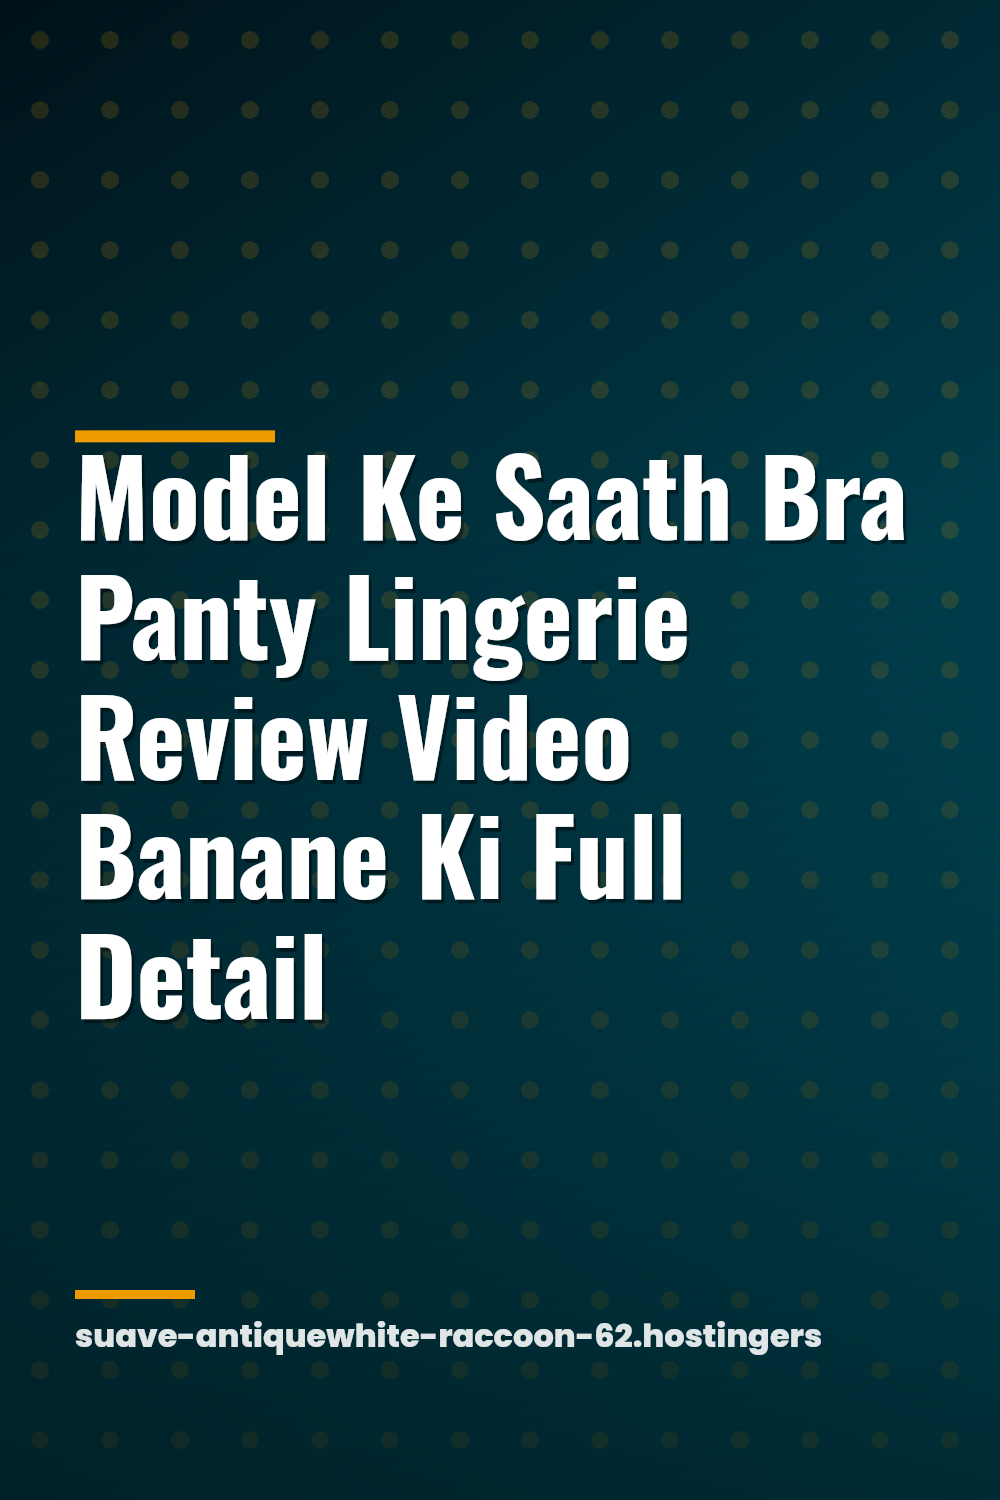 Model Ke Saath Bra
Panty Lingerie
Review Video
Banane Ki Full
Detail
suave-antiquewhite-raccoon-62.hostingers